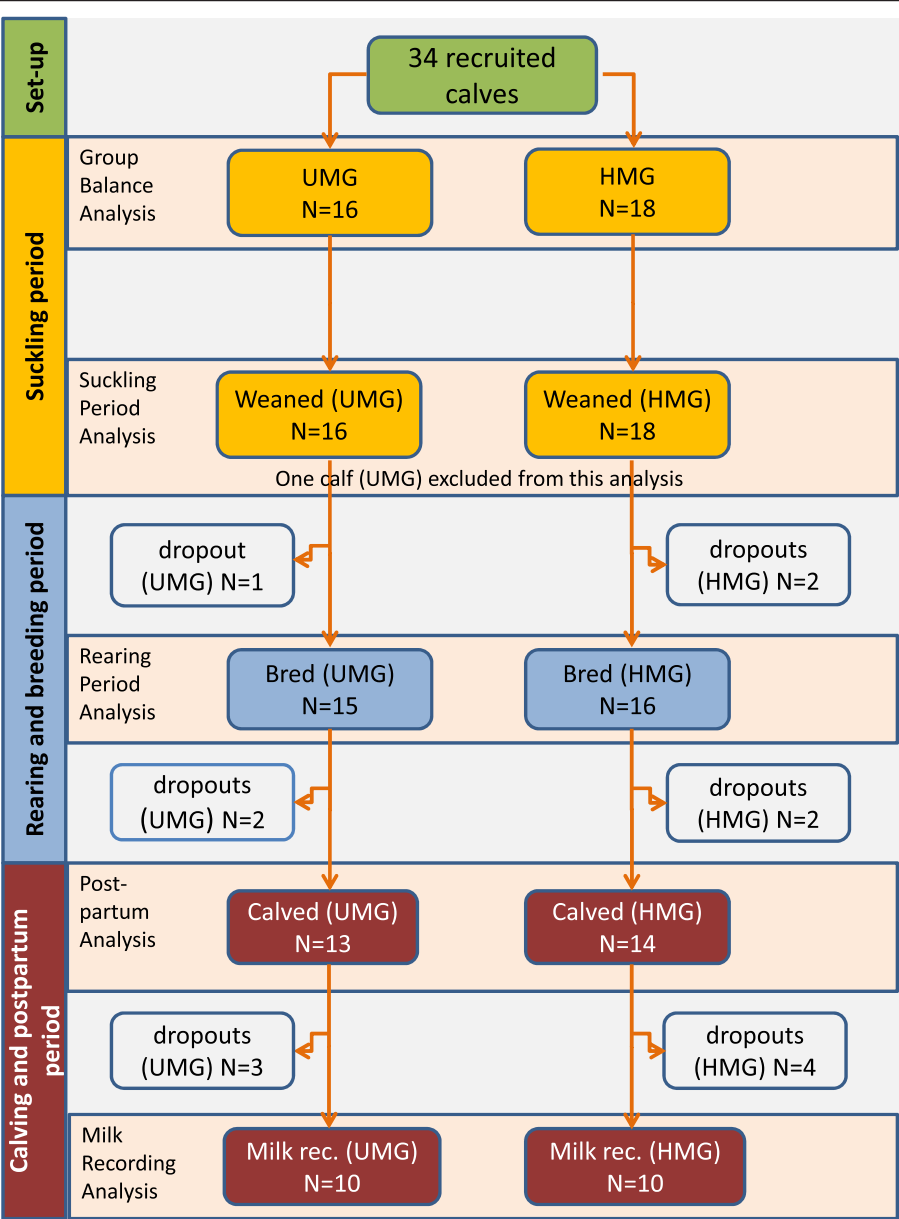 Set-up
34 recruited
calves
Suckling period
Group
Balance
Analysis
UMG
N=16
HMG
N=18
Suckling
Period
Analysis
Weaned (UMG)
N=16
Weaned (HMG)
N=18
One calf (UMG) excluded from this analysis
Rearing and breeding period
dropout
(UMG) N=1
dropouts
(HMG) N=2
Rearing
Period
Analysis
Bred (UMG)
N=15
Bred (HMG)
N=16
dropouts
(UMG) N=2
dropouts
(HMG) N=2
Calving and postpartum
period
Post-
partum
Analysis
Calved (UMG)
N=13
Calved (HMG)
N=14
dropouts
(UMG) N=3
dropouts
(HMG) N=4
Milk
Recording
Analysis
Milk rec. (UMG)
N=10
Milk rec. (HMG)
N=10